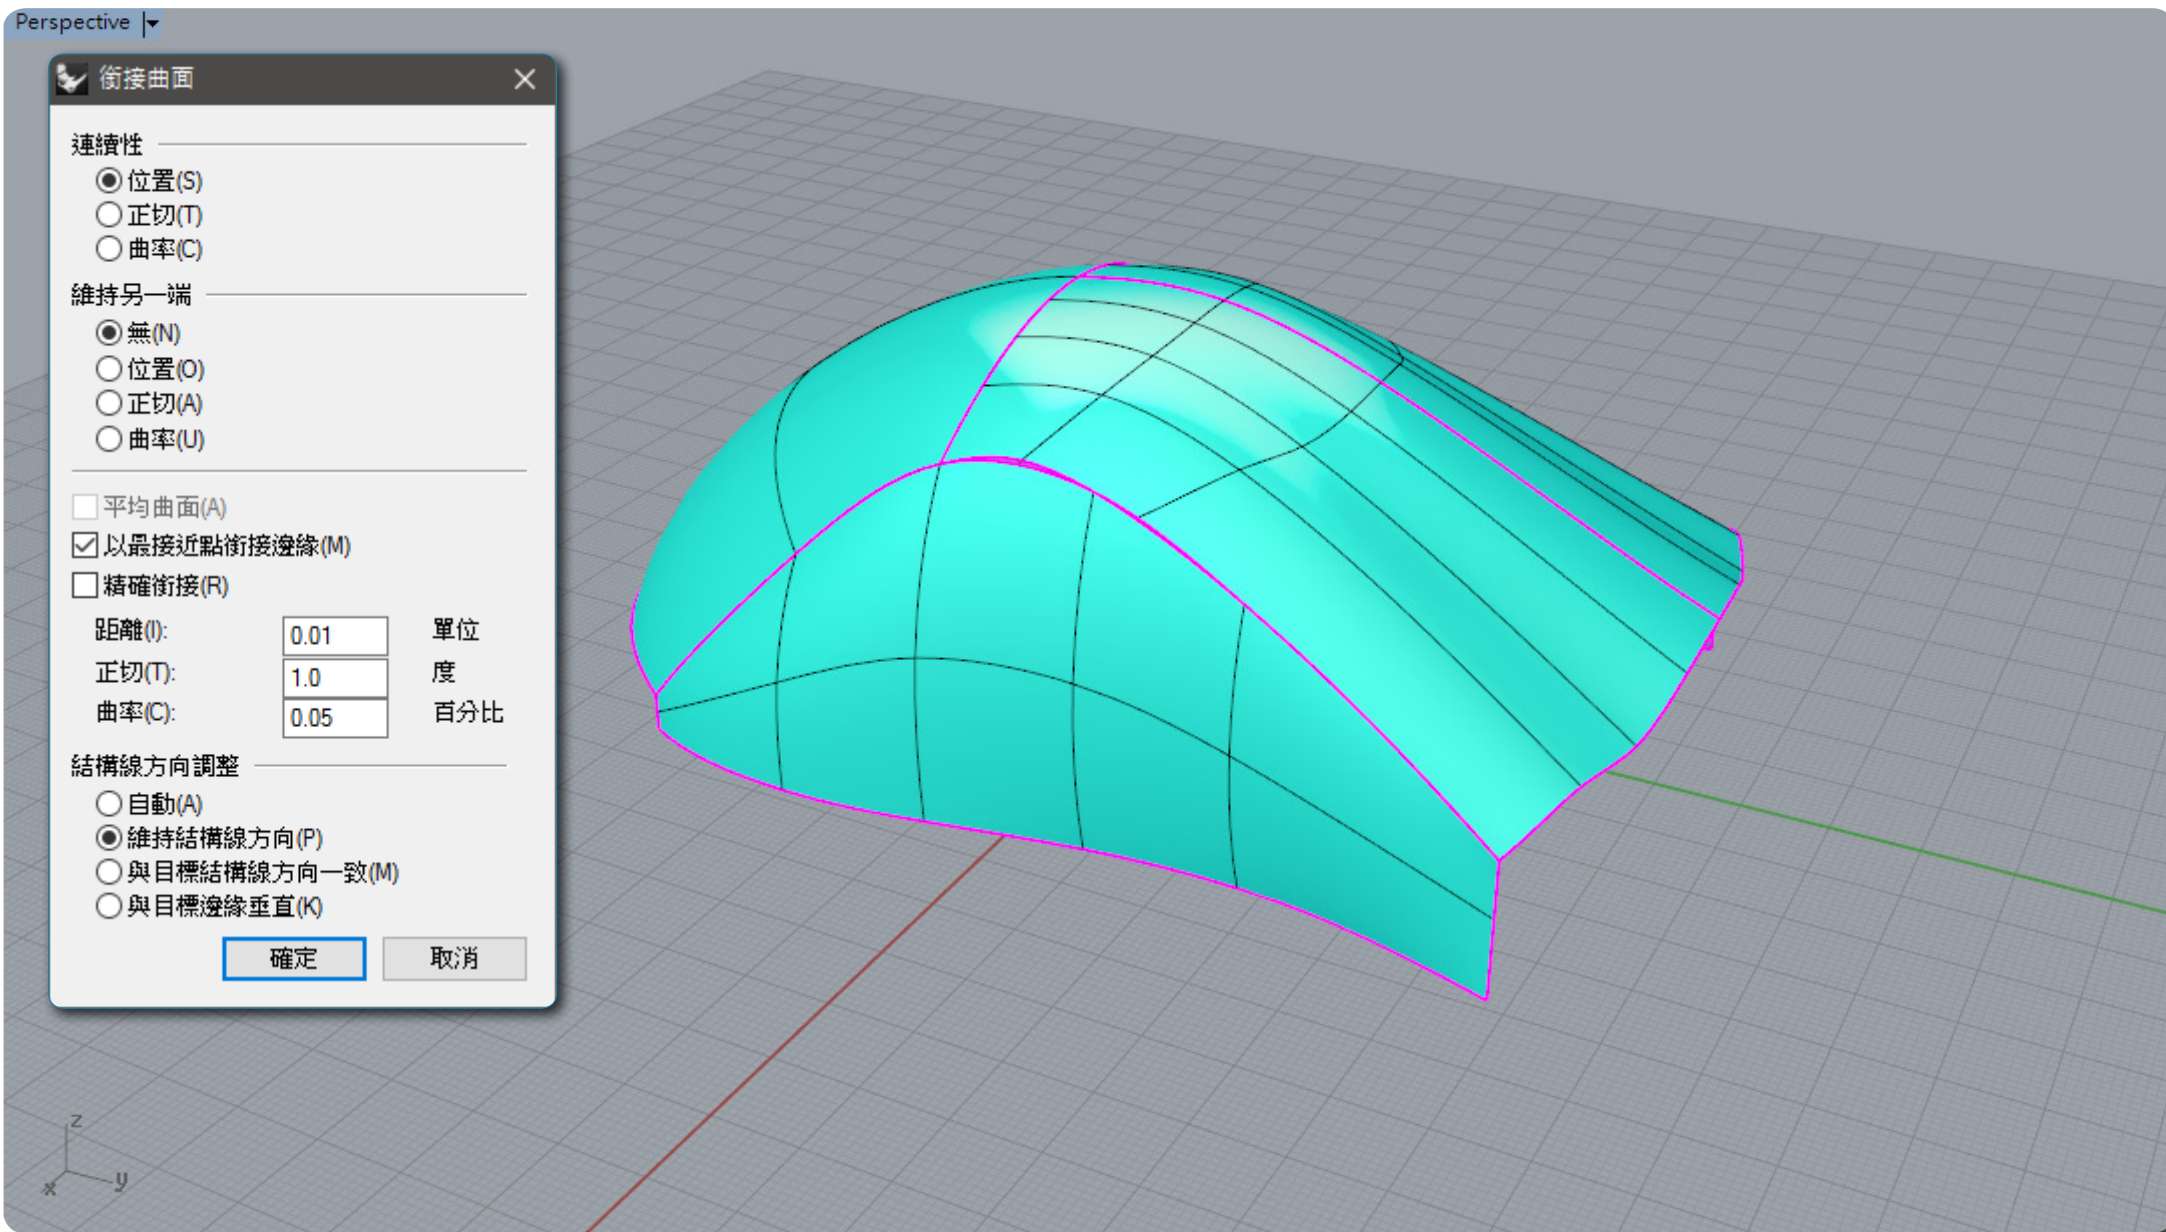 Perspective
銜接曲面
連續性
位置(S)
正切(T)
曲率(C)
維持另一端
無(N)
位置(O)
正切(A)
曲率(U)
平均曲面(A)
以最接近點銜接邊緣(M)
精確銜接(R)
距離(I): 0.01 單位
正切(T): 1.0 度
曲率(C): 0.05 百分比
結構線方向調整
自動(A)
維持結構線方向(P)
與目標結構線方向一致(M)
與目標邊緣垂直(K)
確定 取消
z
x y